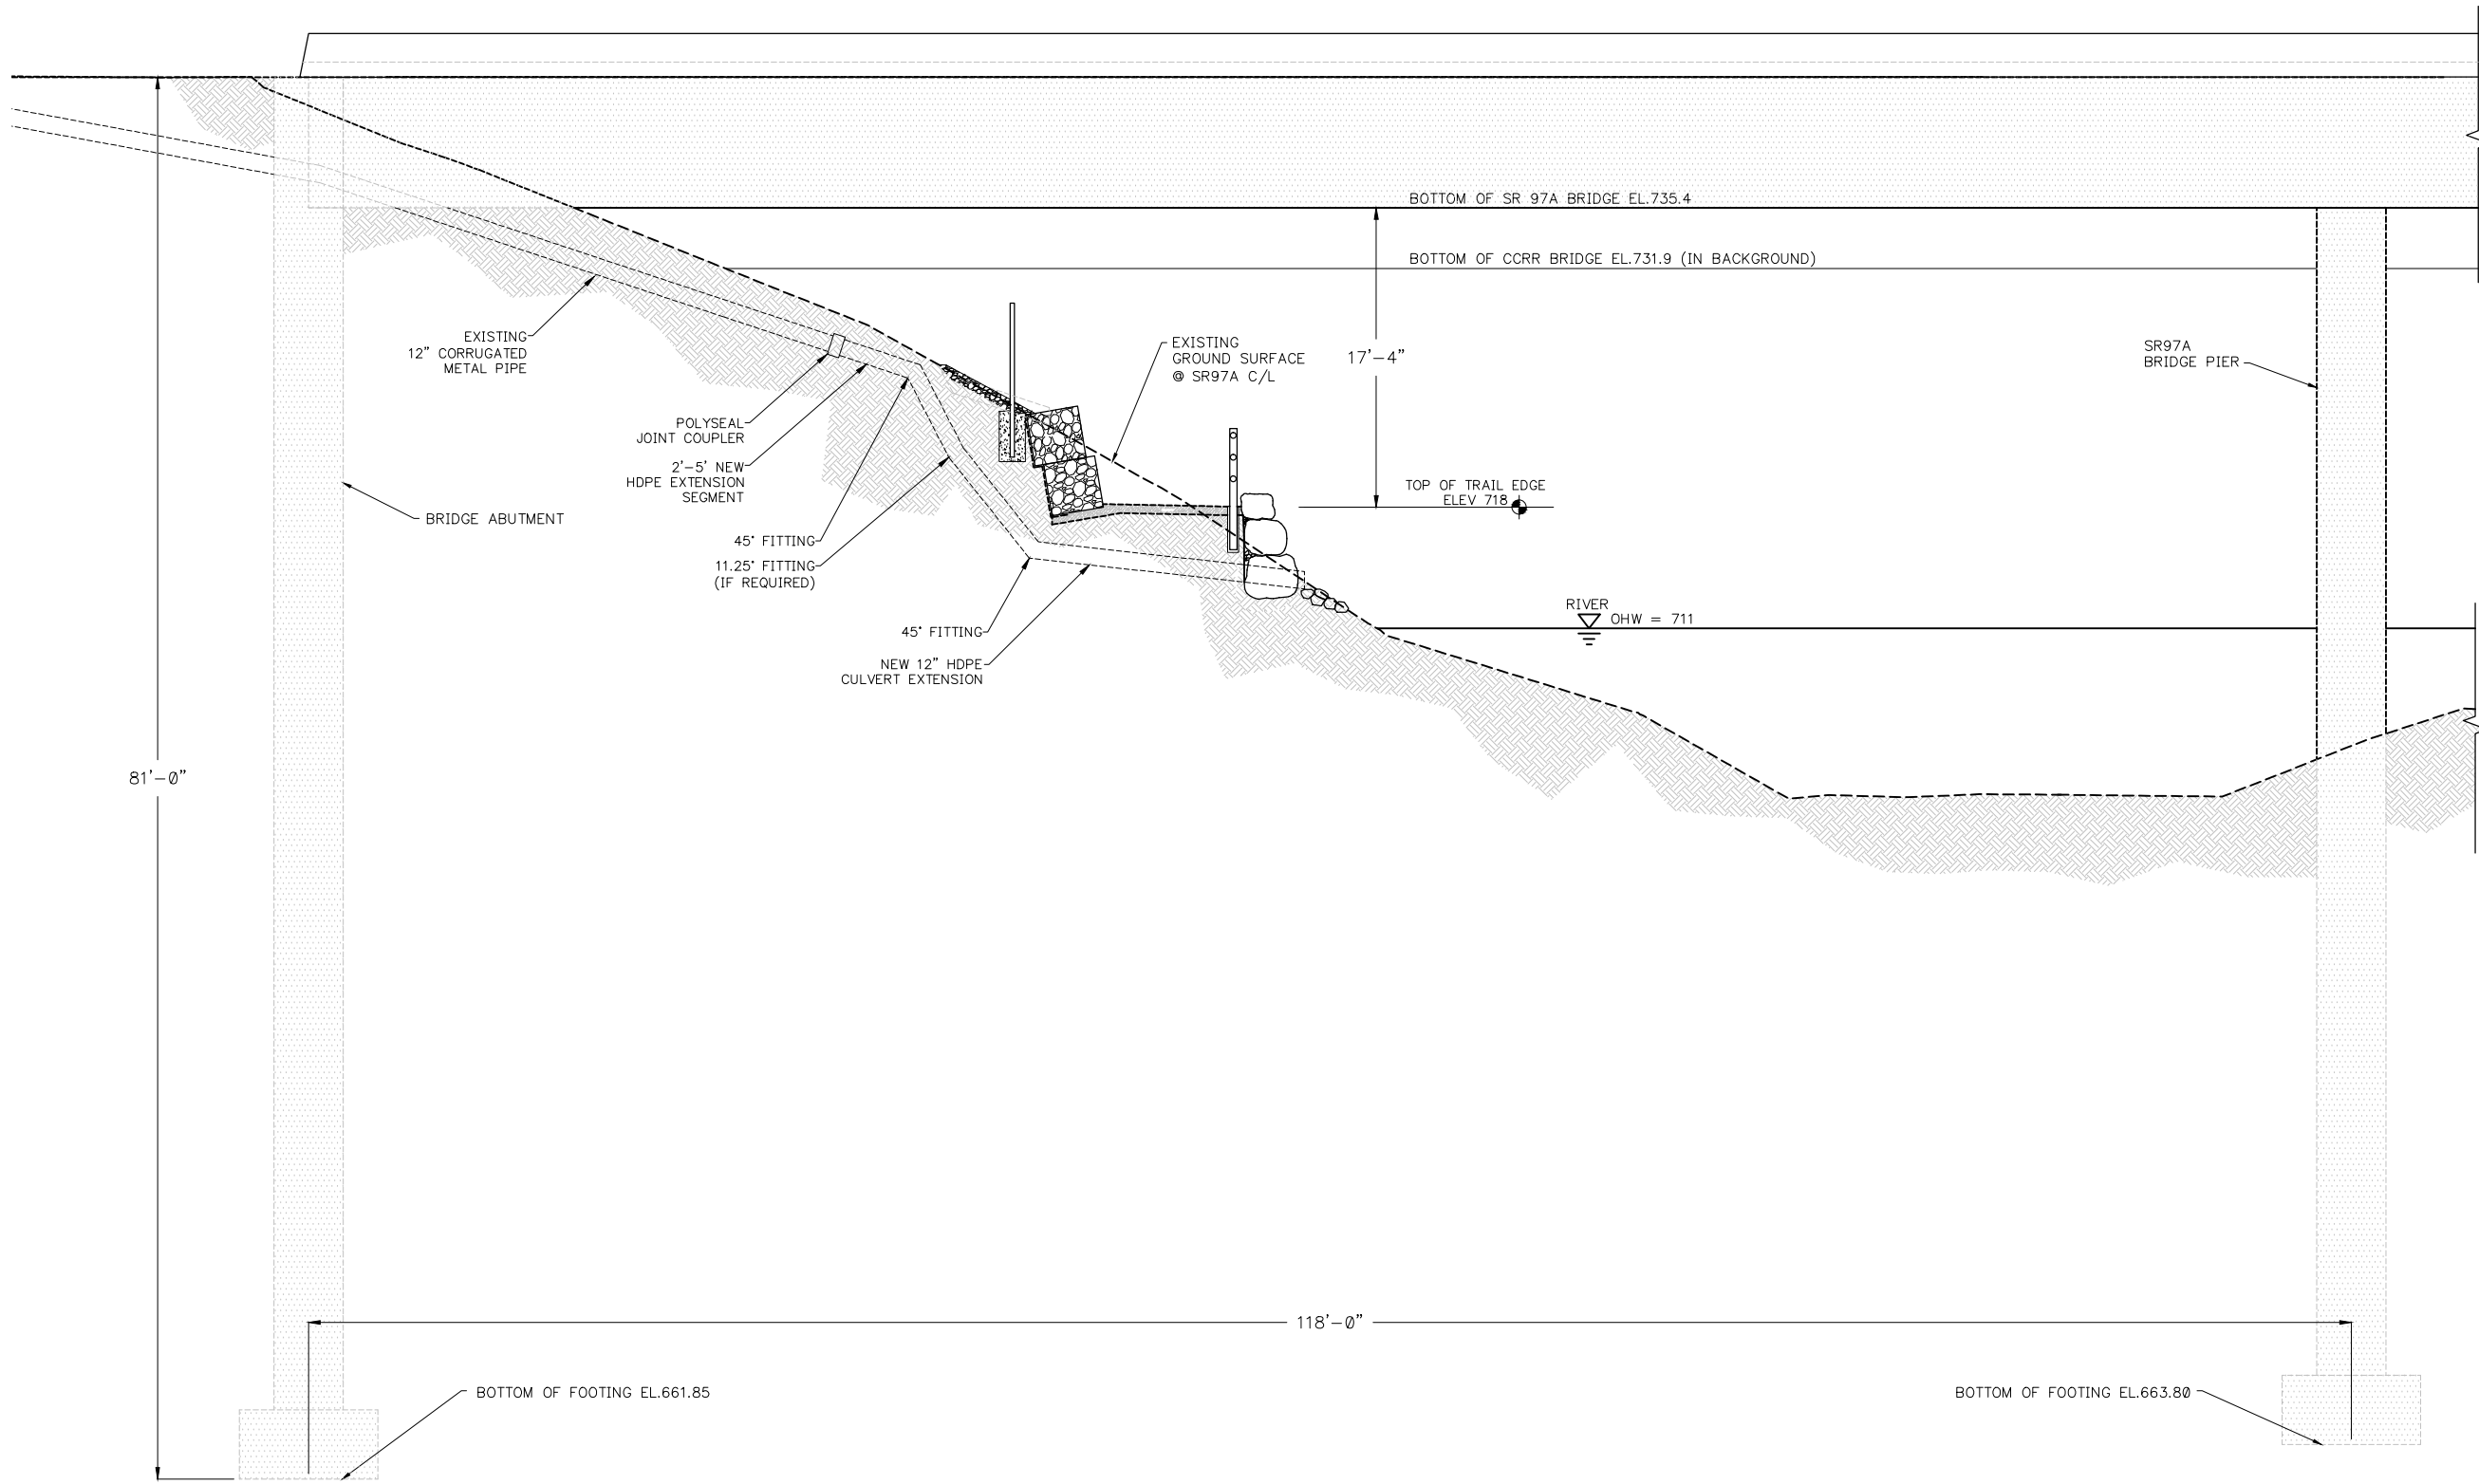 BOTTOM OF SR 97A BRIDGE EL.735.4
BOTTOM OF CCRR BRIDGE EL.731.9 (IN BACKGROUND)
EXISTING
12" CORRUGATED
METAL PIPE
EXISTING
GROUND SURFACE
@ SR97A C/L
17'-4"
SR97A
BRIDGE PIER
POLYSEAL
JOINT COUPLER
2'-5' NEW
HDPE EXTENSION
SEGMENT
TOP OF TRAIL EDGE
ELEV 718
BRIDGE ABUTMENT
45° FITTING
11.25° FITTING
(IF REQUIRED)
RIVER
OHW = 711
45° FITTING
NEW 12" HDPE
CULVERT EXTENSION
81'-0"
118'-0"
BOTTOM OF FOOTING EL.661.85
BOTTOM OF FOOTING EL.663.80